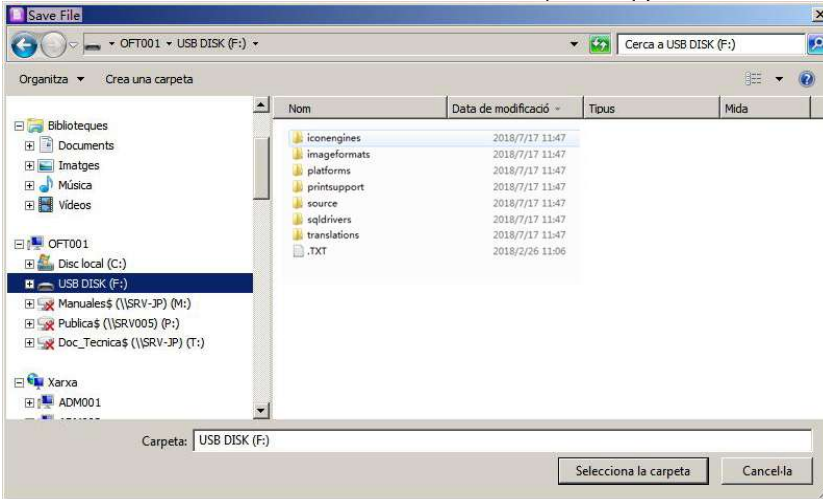 Save File
OFT001 USB DISK (F:)
Cerca a USB DISK (F:)
Organitza Crea una carpeta
Nom Data de modificació Tipus Mida
Biblioteques
Documents
Imatges
Música
Vídeos
OFT001
Disc local (C:)
USB DISK (F:)
Manuales$ (\\SRV-JP) (M:)
Publica$ (\\SRV005) (P:)
Doc_Tecnica$ (\\SRV-JP) (T:)
Xarxa
ADM001
iconengines 2018/7/17 11:47
imageformats 2018/7/17 11:47
platforms 2018/7/17 11:47
printsupport 2018/7/17 11:47
source 2018/7/17 11:47
sqldrivers 2018/7/17 11:47
translations 2018/7/17 11:47
.TXT 2018/2/26 11:06
Carpeta: USB DISK (F:)
Selecciona la carpeta Cancel·la